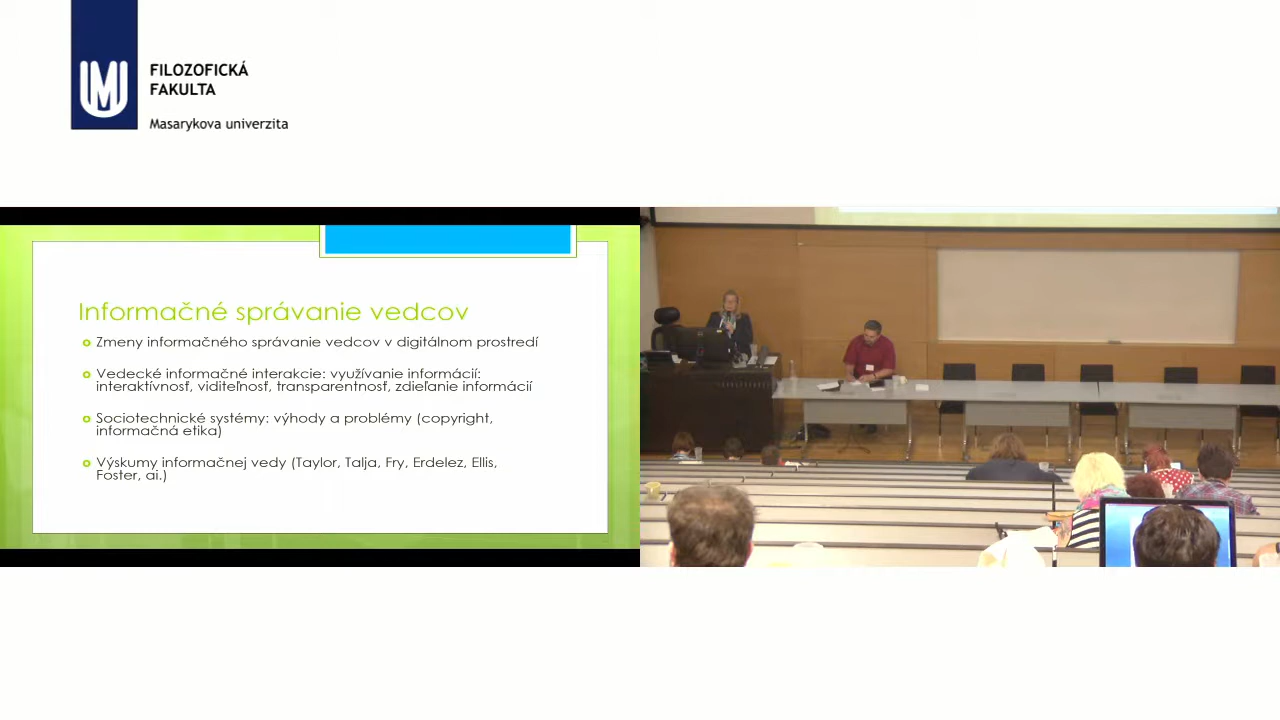 FILOZOFICKÁ
FAKULTA
Masarykova univerzita
Informačné správanie vedcov
Zmeny informačného správanie vedcov v digitálnom prostredí
Vedecké informačné interakcie: využívanie informácií:
interaktívnosť, viditeľnosť, transparentnosť, zdieľanie informácií
Sociotechnické systémy: výhody a problémy (copyright,
informačná etika)
Výskumy informačnej vedy (Taylor, Talja, Fry, Erdelez, Ellis,
Foster, ai.)